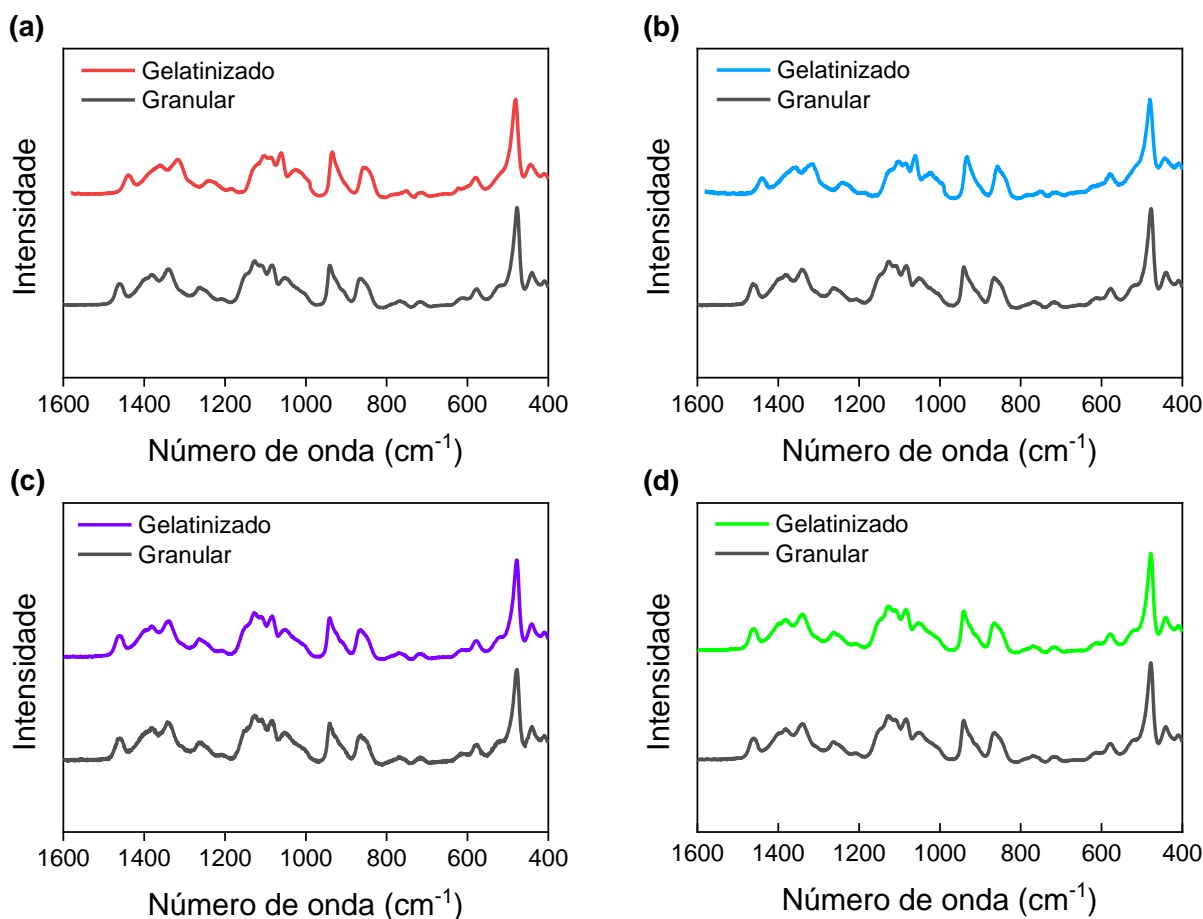 (a)
Gelatinizado
Granular
Intensidade
1600 1400 1200 1000 800 600 400
Número de onda (cm⁻¹)
(b)
Gelatinizado
Granular
Intensidade
1600 1400 1200 1000 800 600 400
Número de onda (cm⁻¹)
(c)
Gelatinizado
Granular
Intensidade
1600 1400 1200 1000 800 600 400
Número de onda (cm⁻¹)
(d)
Gelatinizado
Granular
Intensidade
1600 1400 1200 1000 800 600 400
Número de onda (cm⁻¹)